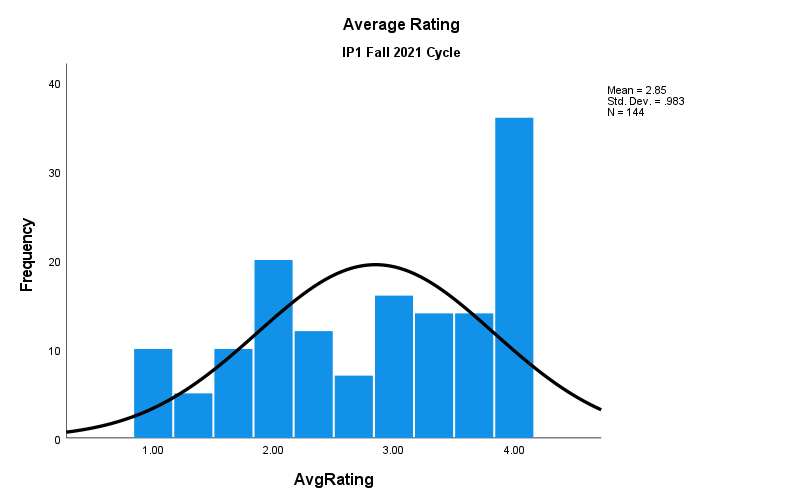 Average Rating
IP1 Fall 2021 Cycle
Mean = 2.85
Std. Dev. = .983
N = 144
Frequency
40
30
20
10
0
1.00 2.00 3.00 4.00
AvgRating